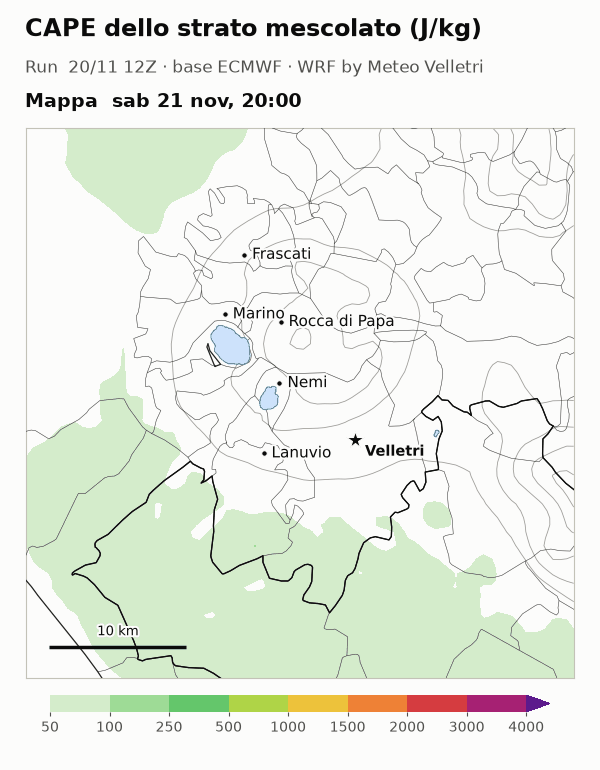 CAPE dello strato mescolato (J/kg)
Run  20/11 12Z · base ECMWF · WRF by Meteo Velletri
Mappa  sab 21 nov, 20:00
Frascati
Marino
Rocca di Papa
Nemi
Velletri
Lanuvio
10 km
50 100 250 500 1000 1500 2000 3000 4000